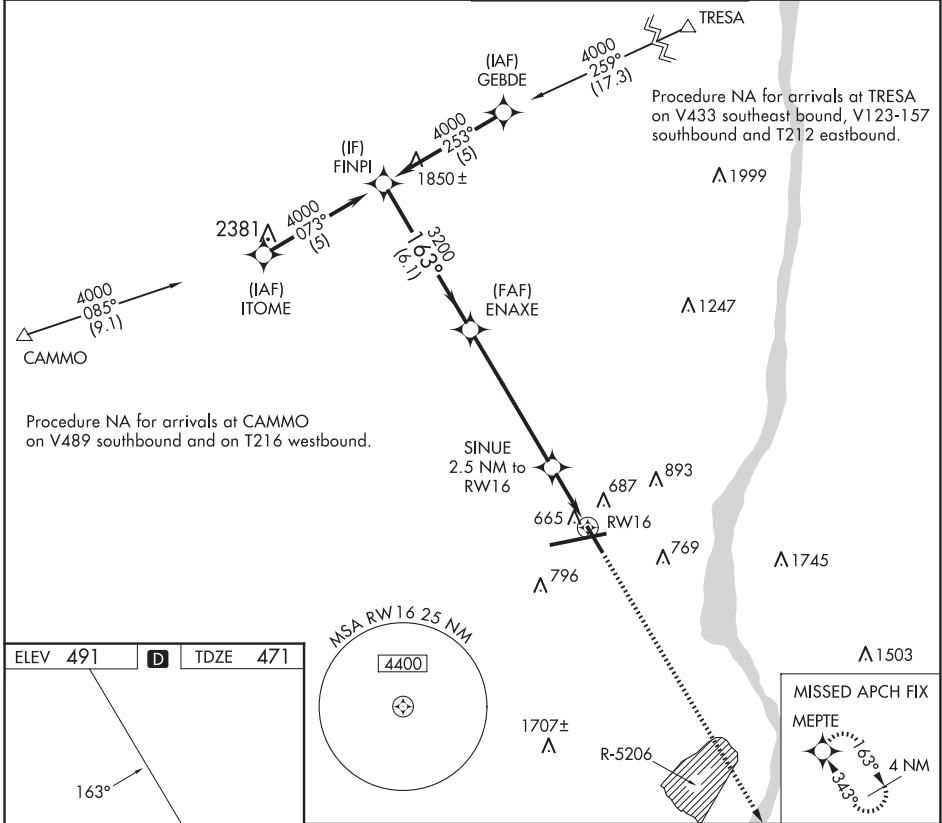 TRESA
4000
259°
(17.3)
(IAF)
GEBDE
Procedure NA for arrivals at TRESA
on V433 southeast bound, V123-157
southbound and T212 eastbound.
4000
253°
(5)
(IF)
FINPI
1850 ±
1999
4000
073°
(5)
2381
(IAF)
ITOME
3200
163°
(6.1)
4000
085°
(9.1)
CAMMO
(FAF)
ENAXE
1247
Procedure NA for arrivals at CAMMO
on V489 southbound and on T216 westbound.
SINUE
2.5 NM to
RW16
687
893
665
RW16
769
1745
796
MSA RW16 25 NM
4400
ELEV 491
D
TDZE 471
163°
1503
1707±
R-5206
MISSED APCH FIX
MEPTE
163°
343°
4 NM